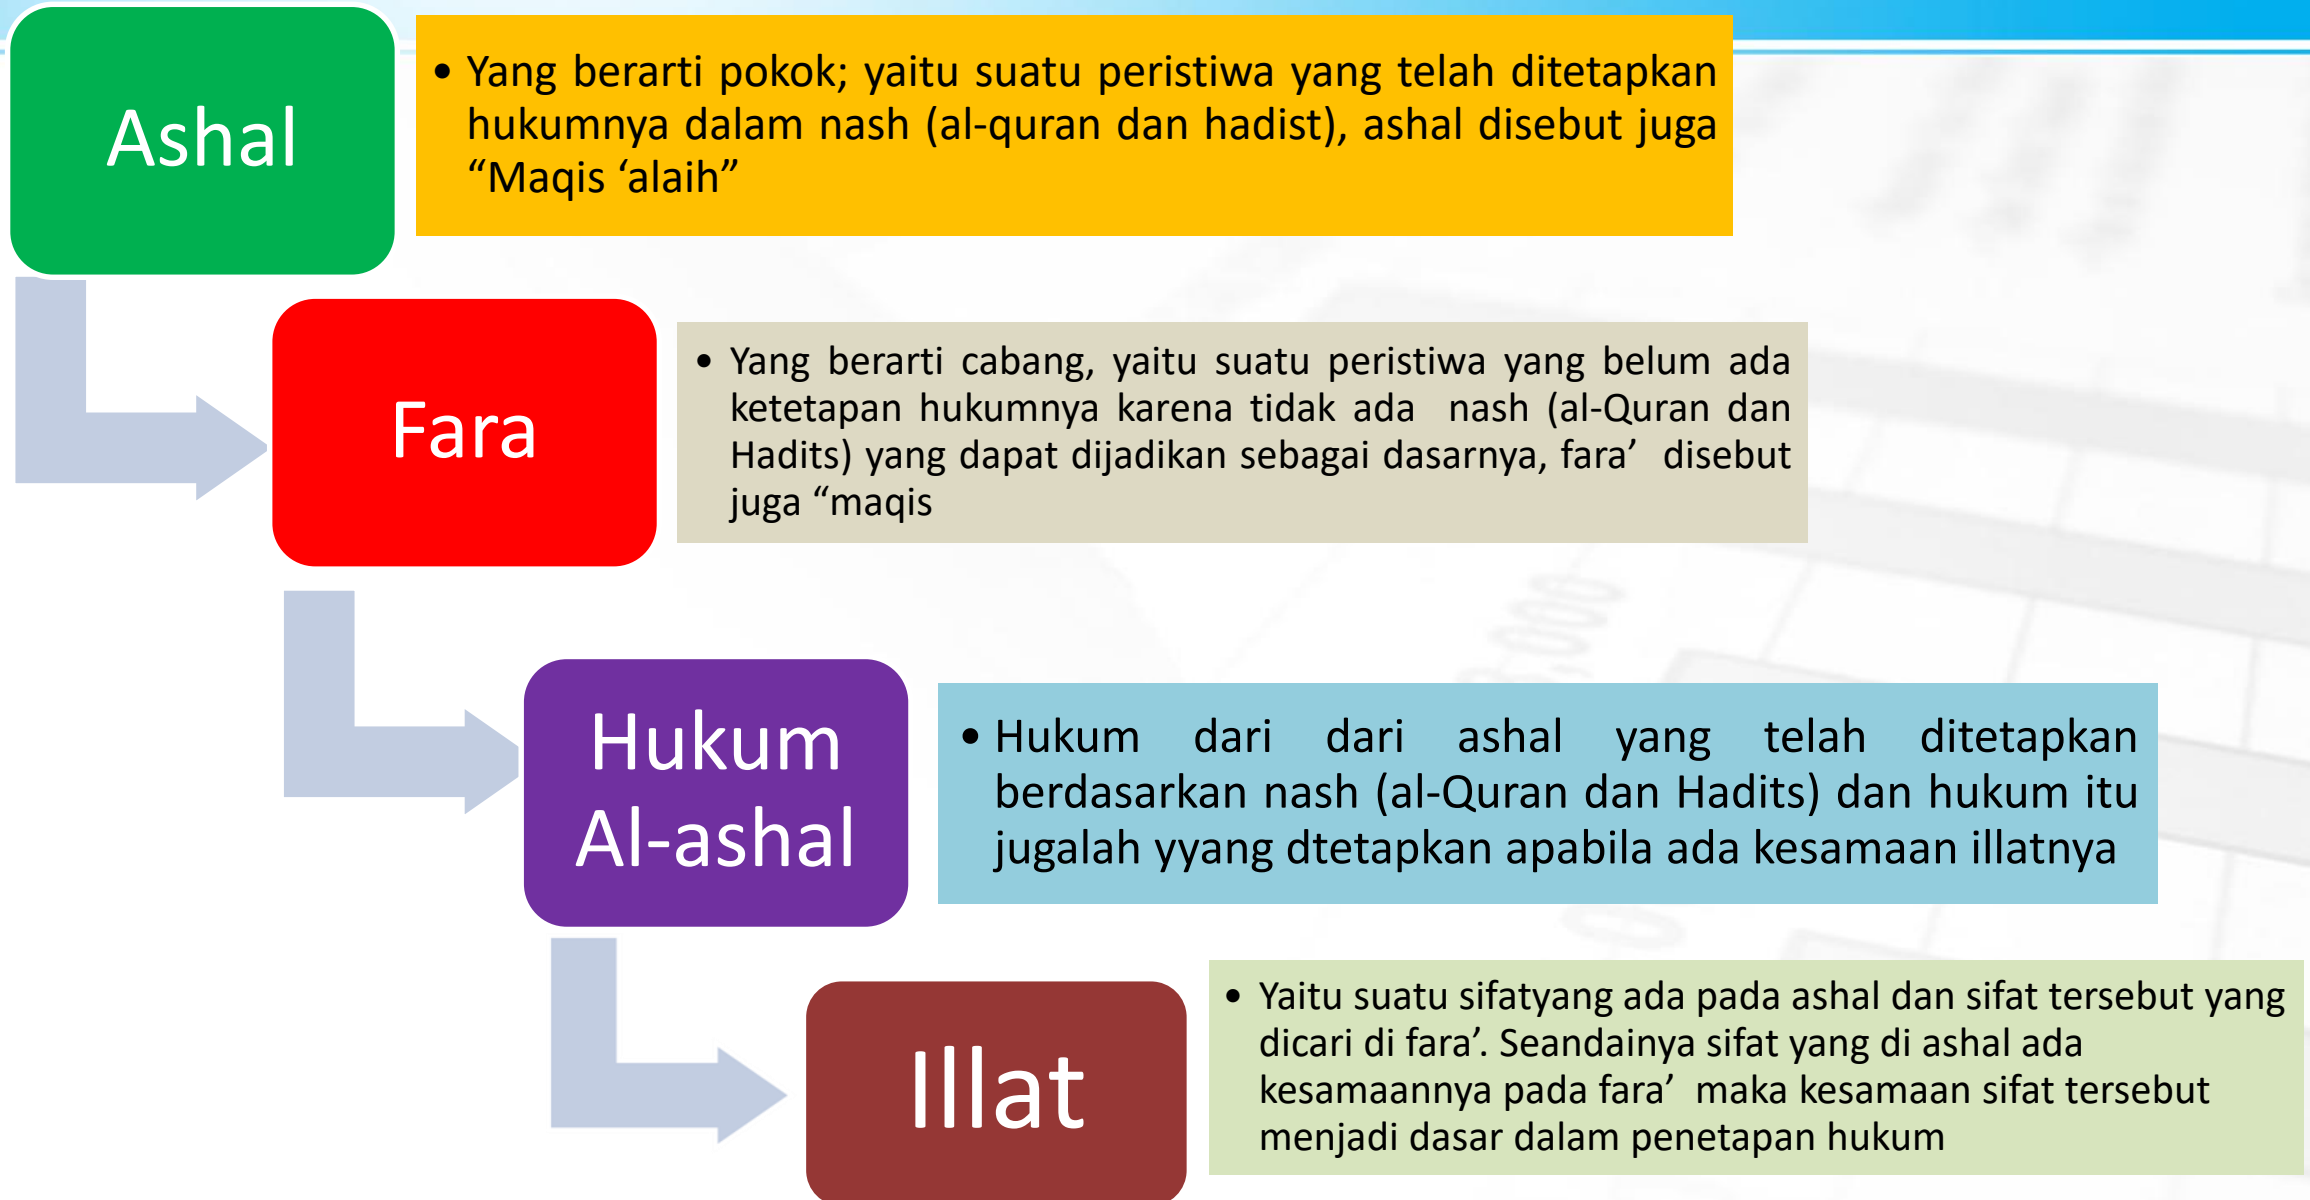 Ashal
• Yang berarti pokok; yaitu suatu peristiwa yang telah ditetapkan
hukumnya dalam nash (al-quran dan hadist), ashal disebut juga
“Maqis ‘alaih”
Fara
• Yang berarti cabang, yaitu suatu peristiwa yang belum ada
ketetapan hukumnya karena tidak ada nash (al-Quran dan
Hadits) yang dapat dijadikan sebagai dasarnya, fara’ disebut
juga “maqis
Hukum
Al-ashal
• Hukum dari dari ashal yang telah ditetapkan
berdasarkan nash (al-Quran dan Hadits) dan hukum itu
jugalah yyang dtetapkan apabila ada kesamaan illatnya
Illat
• Yaitu suatu sifatyang ada pada ashal dan sifat tersebut yang
dicari di fara’. Seandainya sifat yang di ashal ada
kesamaannya pada fara’ maka kesamaan sifat tersebut
menjadi dasar dalam penetapan hukum